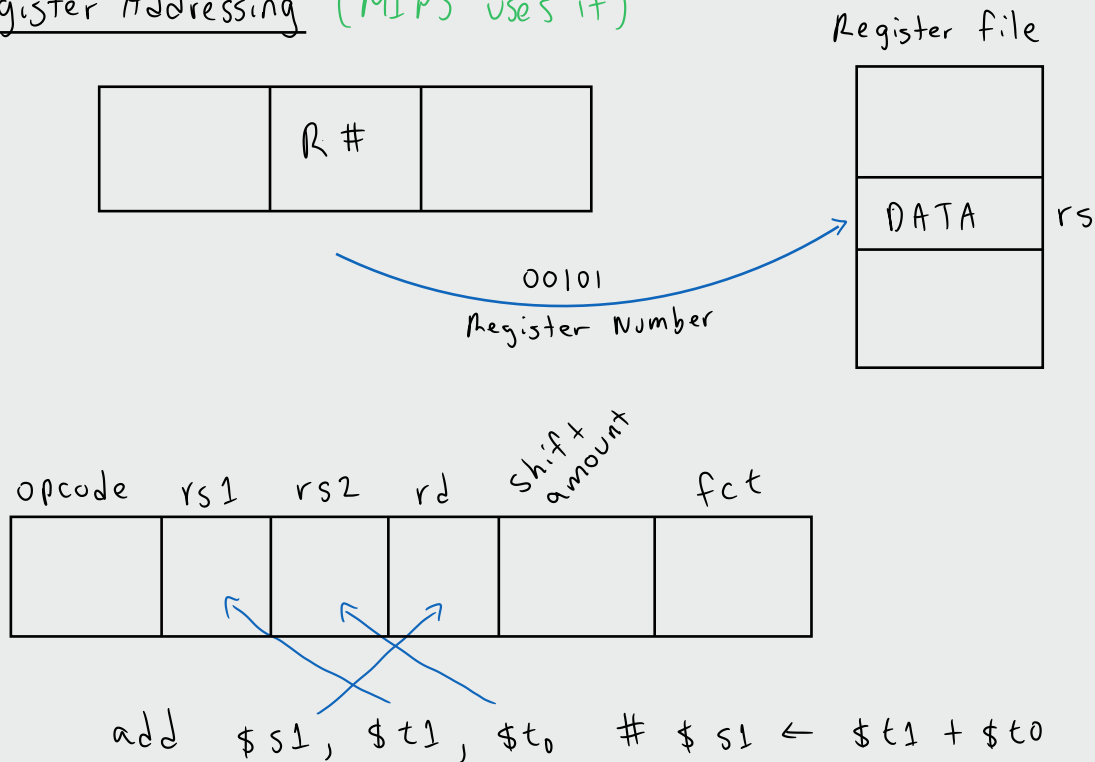 gister Addressing (MIPS uses it)
Register file
R #
DATA rs
00101
Register Number
opcode rs1 rs2 rd shift amount fct
add $s1, $t1, $t0 # $s1 ← $t1 + $t0